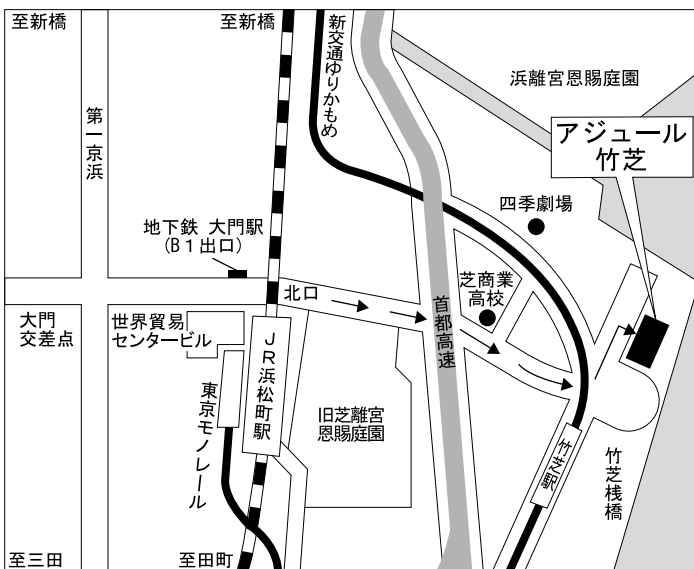 至新橋
至新橋
新交通ゆりかもめ
浜離宮恩賜庭園
第一京浜
アジュール
竹芝
四季劇場
地下鉄 大門駅
(B1出口)
芝商業
高校
北口
首都高速
大門
交差点
世界貿易
センタービル
JR浜松町駅
東京モノレール
旧芝離宮
恩賜庭園
竹芝駅
竹芝桟橋
至三田
至田町